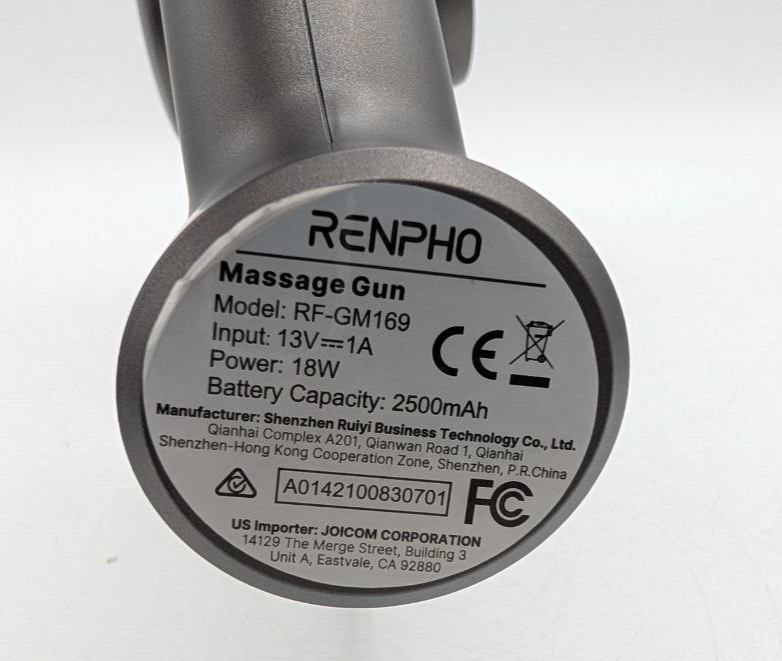 RENPHO
Massage Gun
Model: RF-GM169
Input: 13V⎓1A
Power: 18W
Battery Capacity: 2500mAh
CE
Manufacturer: Shenzhen Ruiyi Business Technology Co., Ltd.
Qianhai Complex A201, Qianwan Road 1, Qianhai
Shenzhen-Hong Kong Cooperation Zone, Shenzhen, P.R.China
A0142100830701
FC
US Importer: JOICOM CORPORATION
14129 The Merge Street, Building 3
Unit A, Eastvale, CA 92880